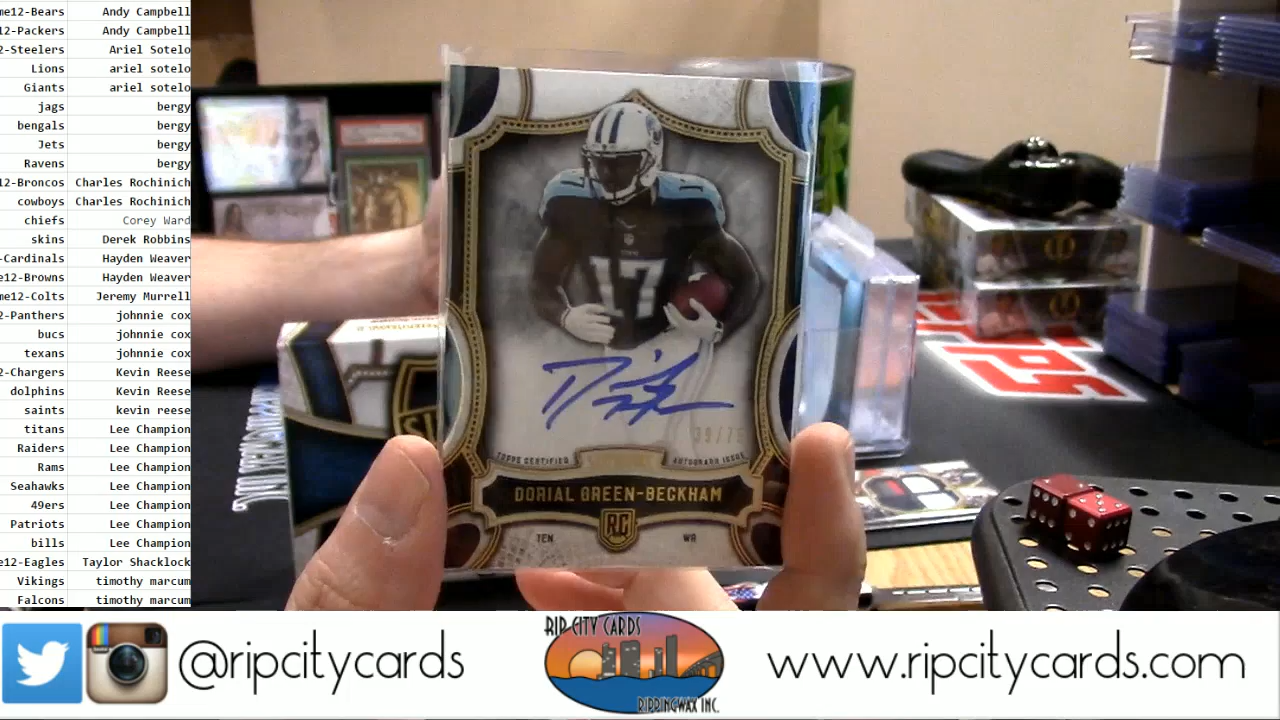 me12-Bears Andy Campbell
12-Packers Andy Campbell
2-Steelers Ariel Sotelo
Lions ariel sotelo
Giants ariel sotelo
jags bergy
bengals bergy
Jets bergy
Ravens bergy
12-Broncos Charles Rochinich
cowboys Charles Rochinich
chiefs Corey Ward
skins Derek Robbins
-Cardinals Hayden Weaver
ne12-Browns Hayden Weaver
me12-Colts Jeremy Murrell
2-Panthers johnnie cox
bucs johnnie cox
texans johnnie cox
2-Chargers Kevin Reese
dolphins Kevin Reese
saints kevin reese
titans Lee Champion
Raiders Lee Champion
Rams Lee Champion
Seahawks Lee Champion
49ers Lee Champion
Patriots Lee Champion
bills Lee Champion
e12-Eagles Taylor Shacklock
Vikings timothy marcum
Falcons timothy marcum
17
TOPPS CERTIFIED AUTOGRAPH ISSUE
DORIAL GREEN-BECKHAM
RC
TEN WR
@ripcitycards
RIP CITY CARDS
RIPPINGWAX INC.
www.ripcitycards.com